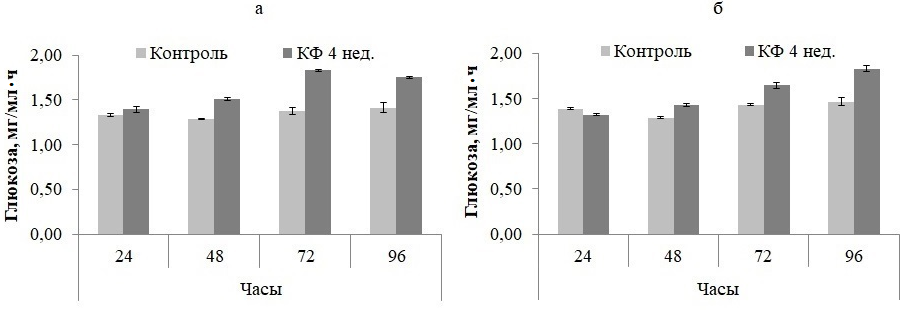 а
Глюкоза, мг/мл·ч
2,00
1,50
1,00
0,50
0,00
Контроль КФ 4 нед.
24 48 72 96
Часы
б
Глюкоза, мг/мл·ч
2,00
1,50
1,00
0,50
0,00
Контроль КФ 4 нед.
24 48 72 96
Часы